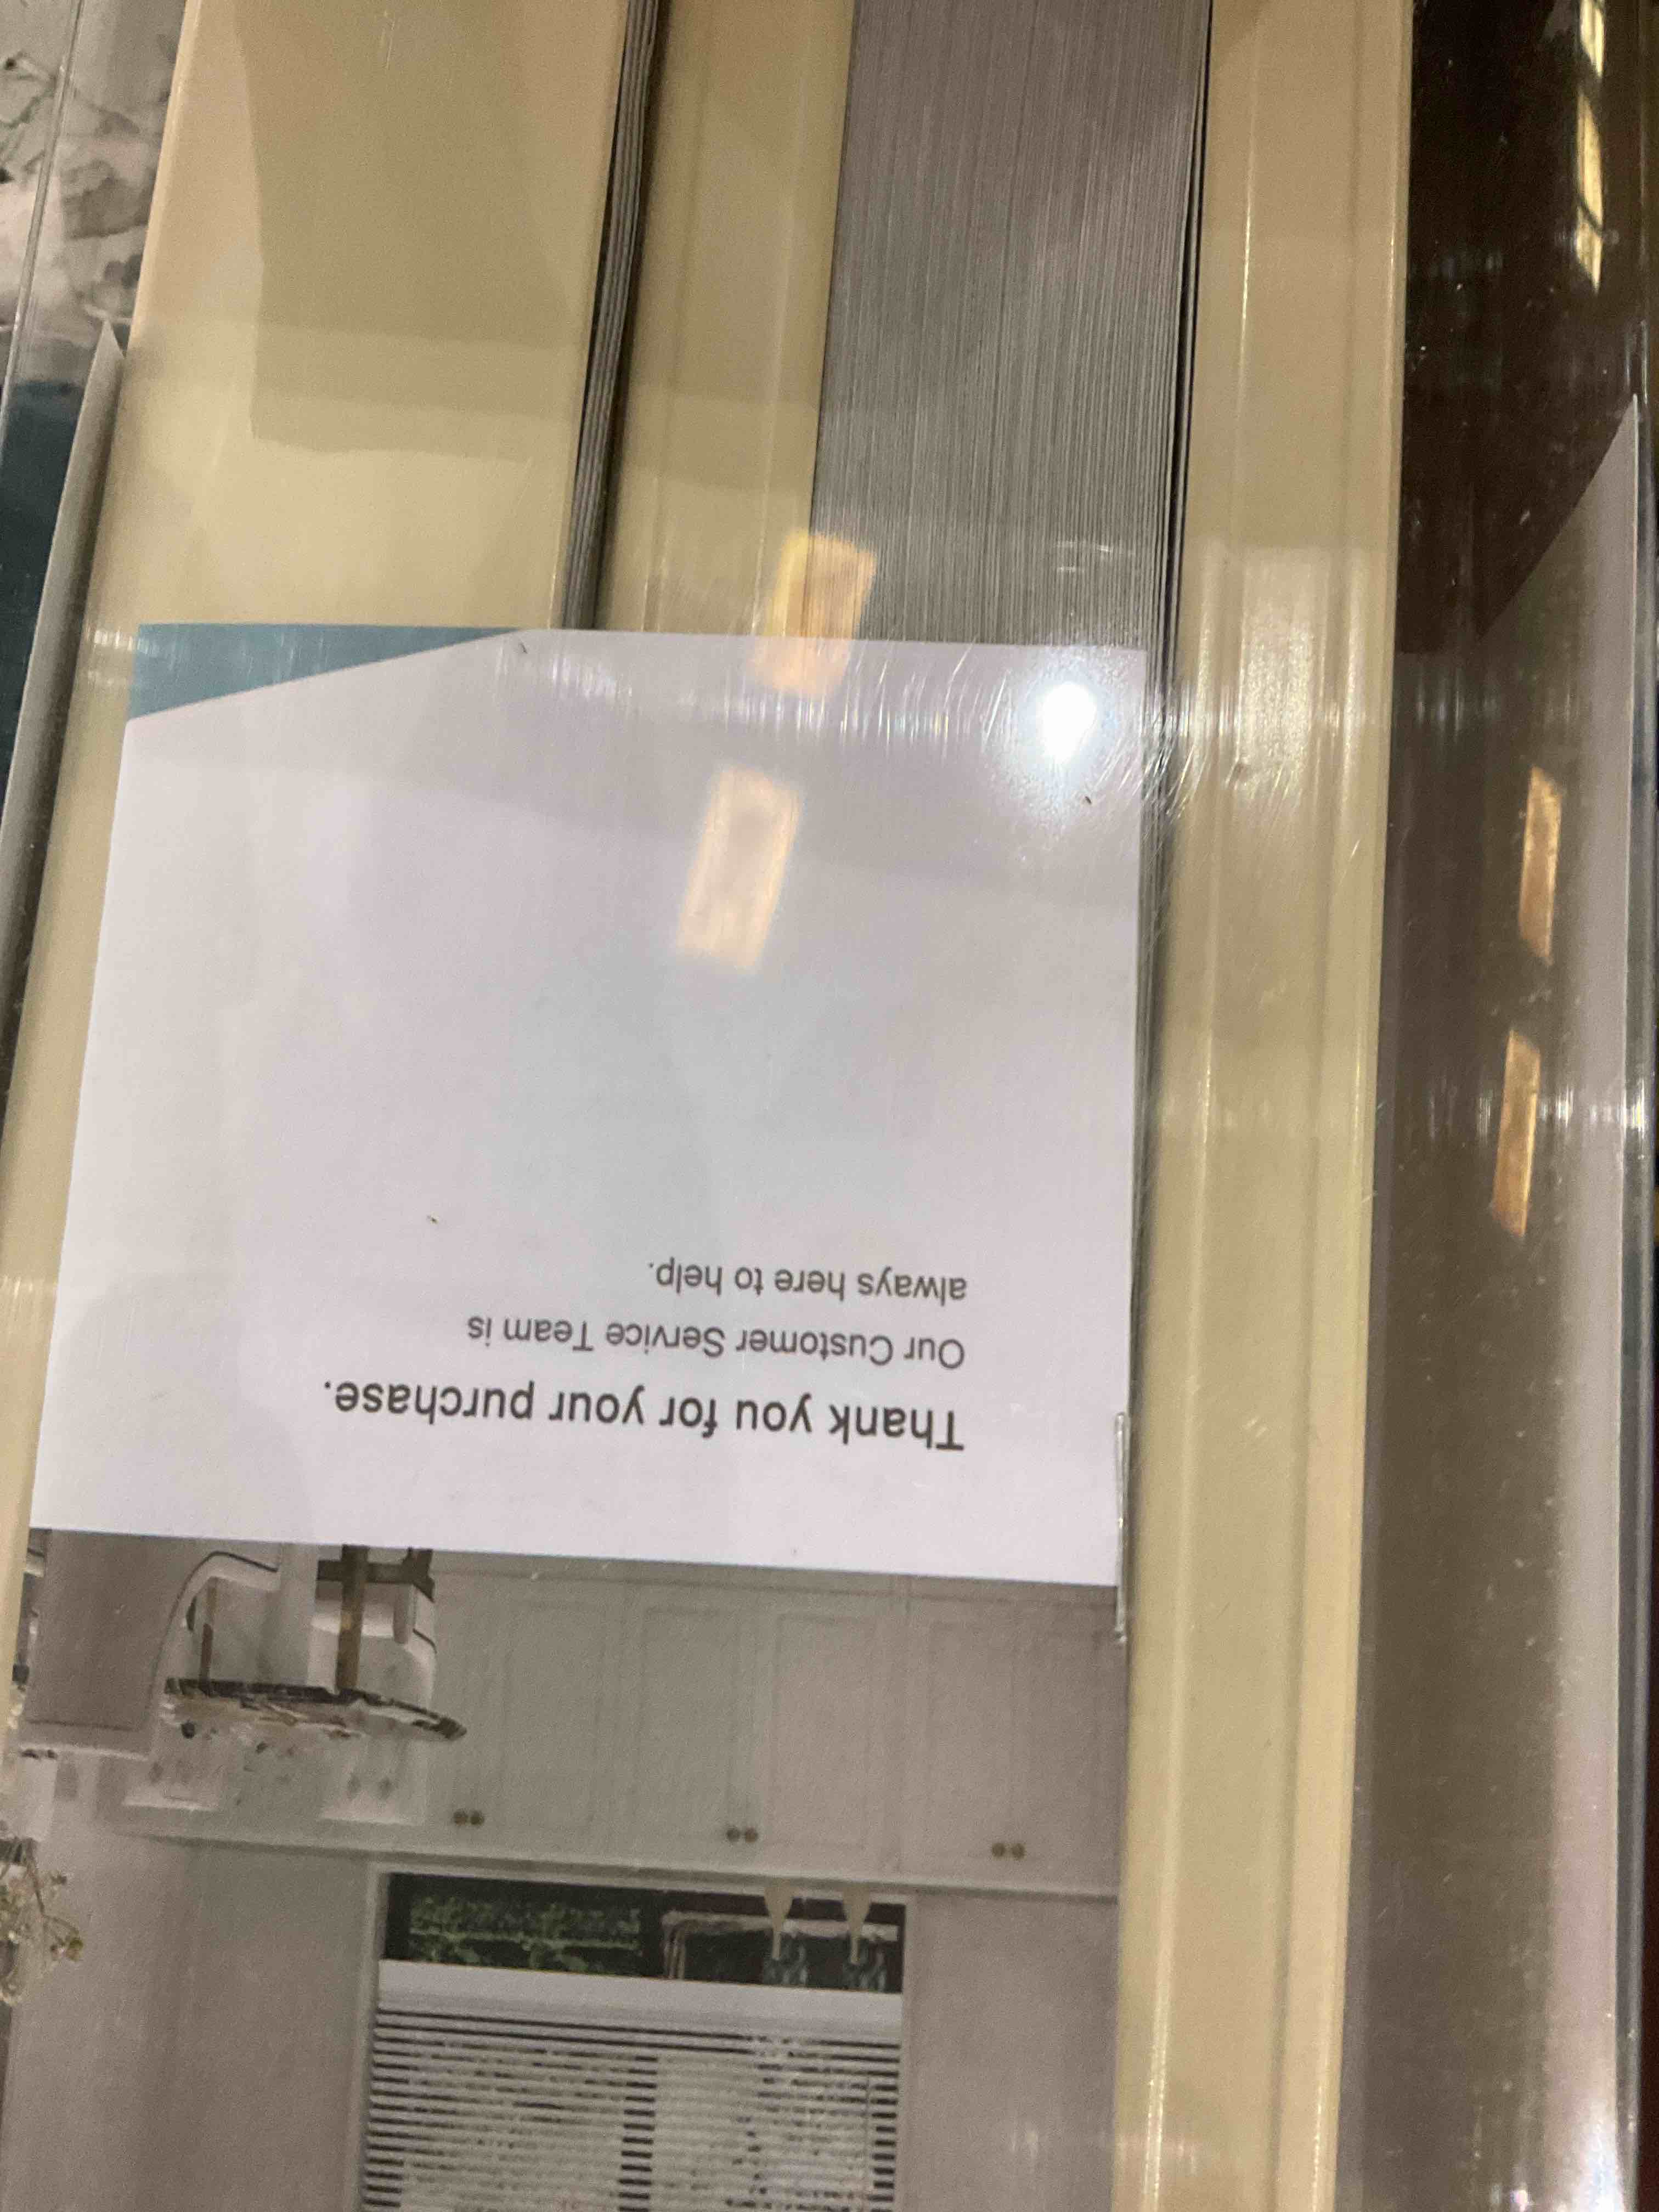 Thank you for your purchase.
Our Customer Service Team is
always here to help.